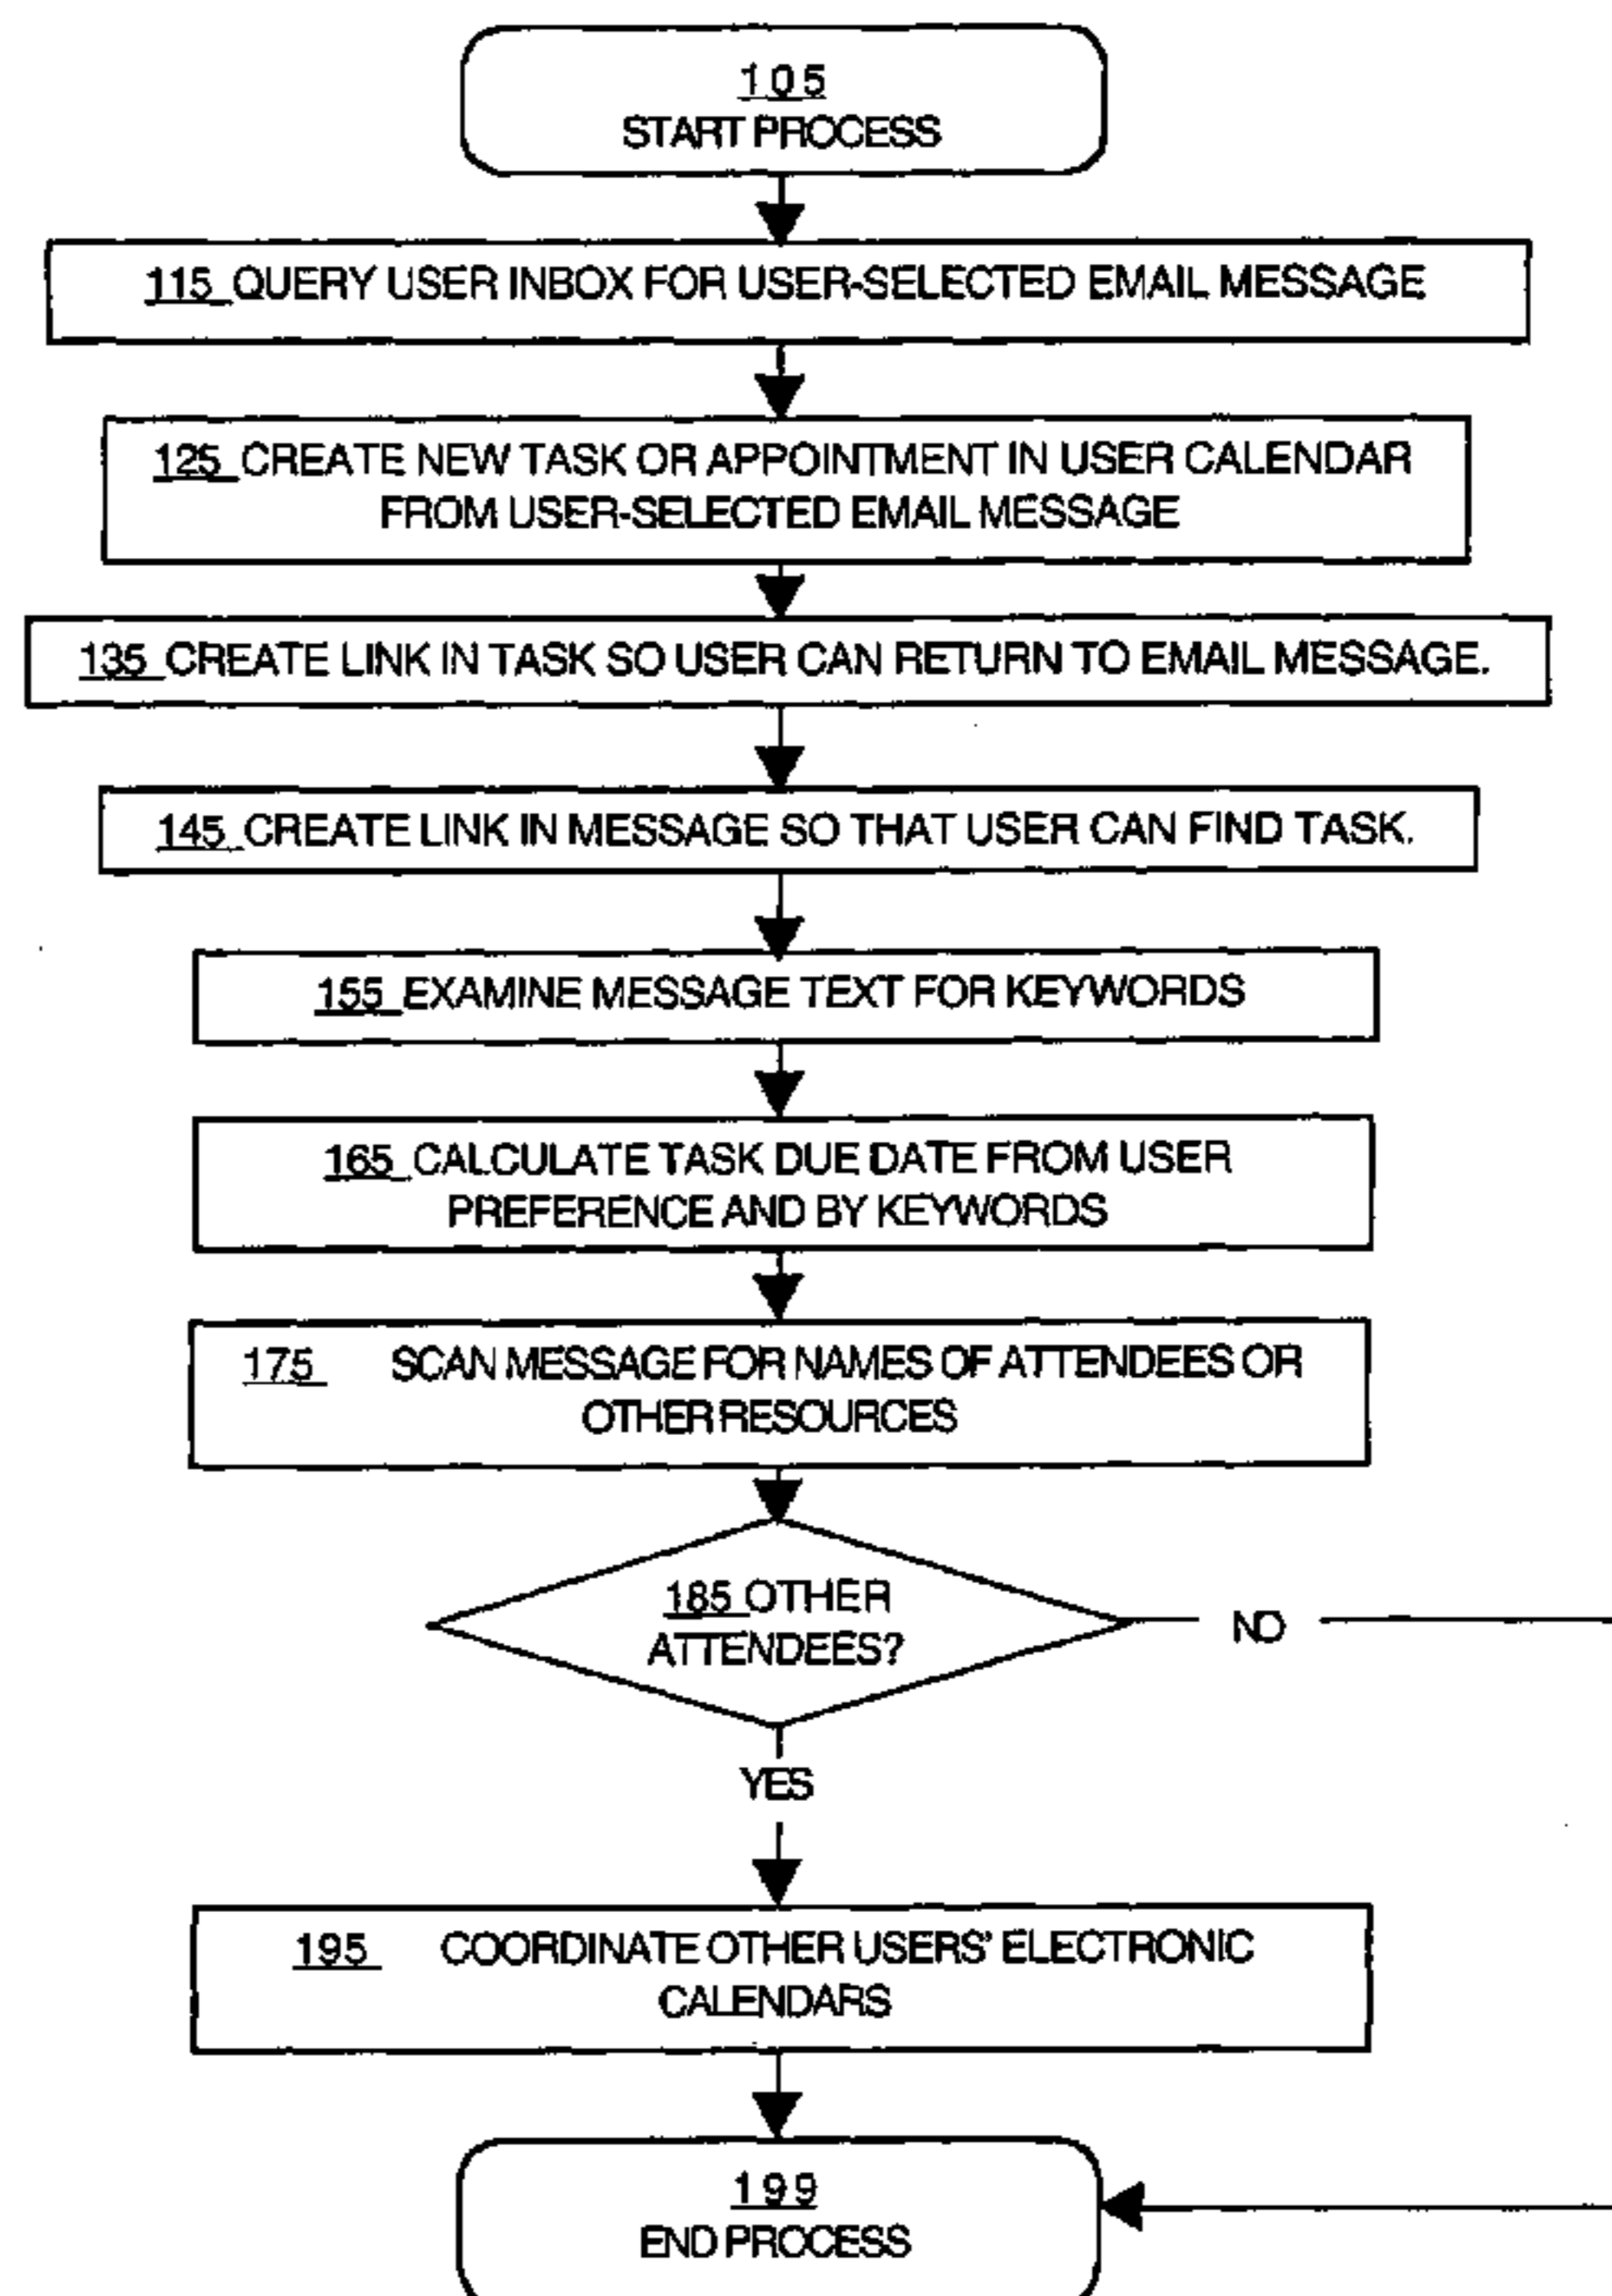 105
START PROCESS
115 QUERY USER INBOX FOR USER-SELECTED EMAIL MESSAGE
125 CREATE NEW TASK OR APPOINTMENT IN USER CALENDAR
FROM USER-SELECTED EMAIL MESSAGE
135 CREATE LINK IN TASK SO USER CAN RETURN TO EMAIL MESSAGE.
145 CREATE LINK IN MESSAGE SO THAT USER CAN FIND TASK.
155 EXAMINE MESSAGE TEXT FOR KEYWORDS
165 CALCULATE TASK DUE DATE FROM USER
PREFERENCE AND BY KEYWORDS
175 SCAN MESSAGE FOR NAMES OF ATTENDEES OR
OTHER RESOURCES
185 OTHER
ATTENDEES?
NO
YES
195 COORDINATE OTHER USERS' ELECTRONIC
CALENDARS
199
END PROCESS